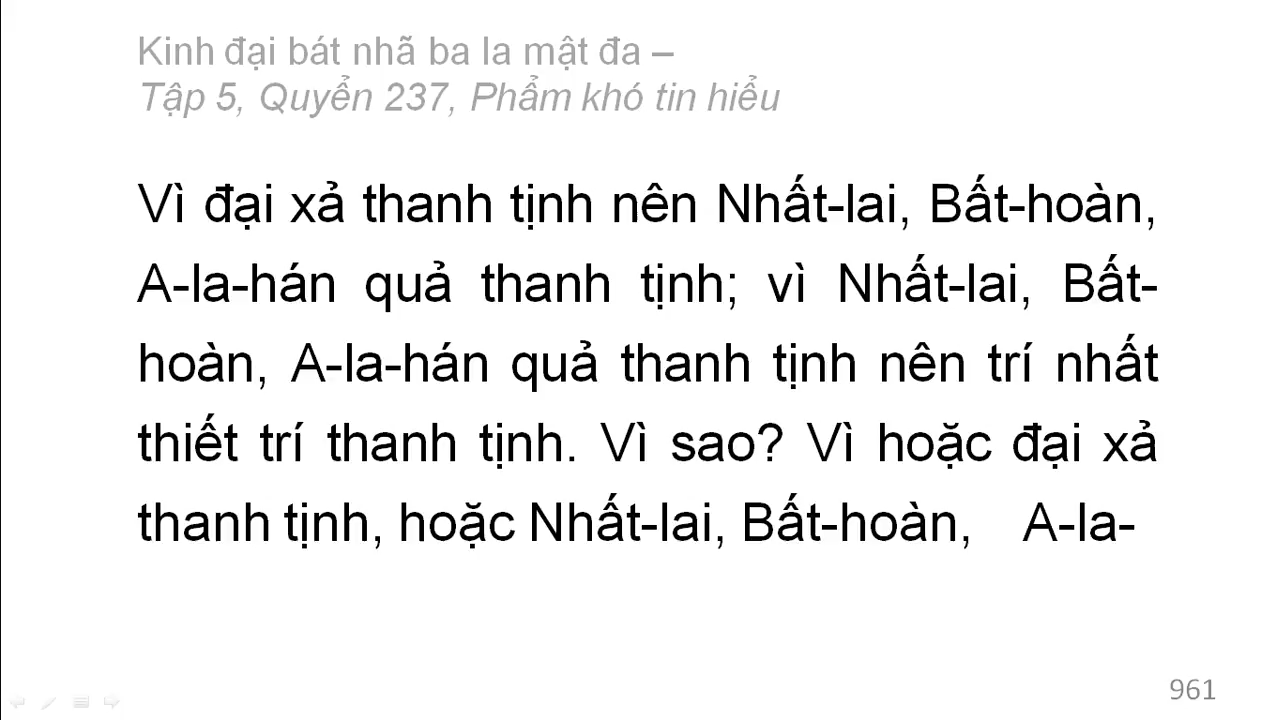 Kinh đại bát nhã ba la mật đa –
Tập 5, Quyển 237, Phẩm khó tin hiểu
Vì đại xả thanh tịnh nên Nhất-lai, Bất-hoàn,
A-la-hán quả thanh tịnh; vì Nhất-lai, Bất-
hoàn, A-la-hán quả thanh tịnh nên trí nhất
thiết trí thanh tịnh. Vì sao? Vì hoặc đại xả
thanh tịnh, hoặc Nhất-lai, Bất-hoàn, A-la-
961